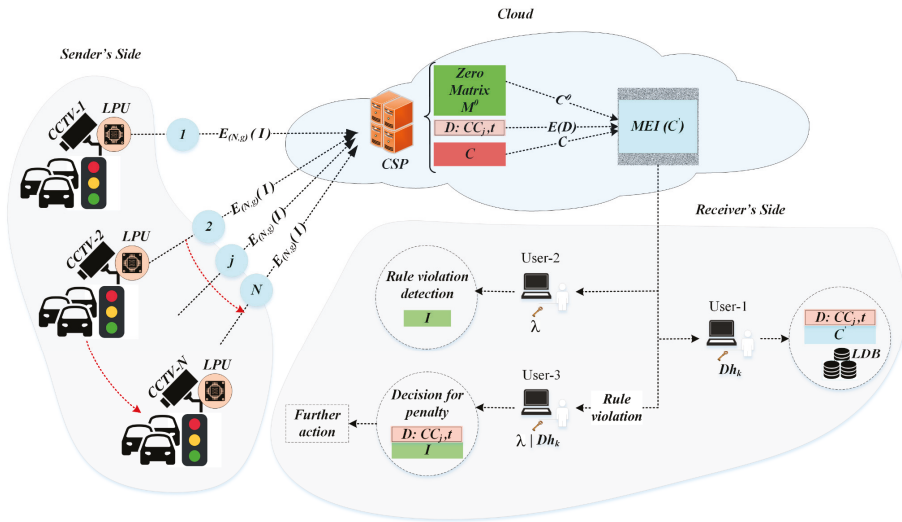 Cloud
Sender's Side
CCTV-1
LPU
1
E(N,g)(I)
CSP
Zero
Matrix
M⁰
D: CCⱼ,t
C
C⁰
E(D)
C
MEI (C')
E(N,g)(I)
E(N,g)(I)
E(N,g)(I)
2
j
N
CCTV-2
LPU
CCTV-N
LPU
Receiver's Side
Rule violation
detection
I
User-2
λ
User-1
Dhₖ
D: CCⱼ,t
C'
LDB
User-3
λ | Dhₖ
Rule
violation
Decision for
penalty
D: CCⱼ,t
I
Further
action